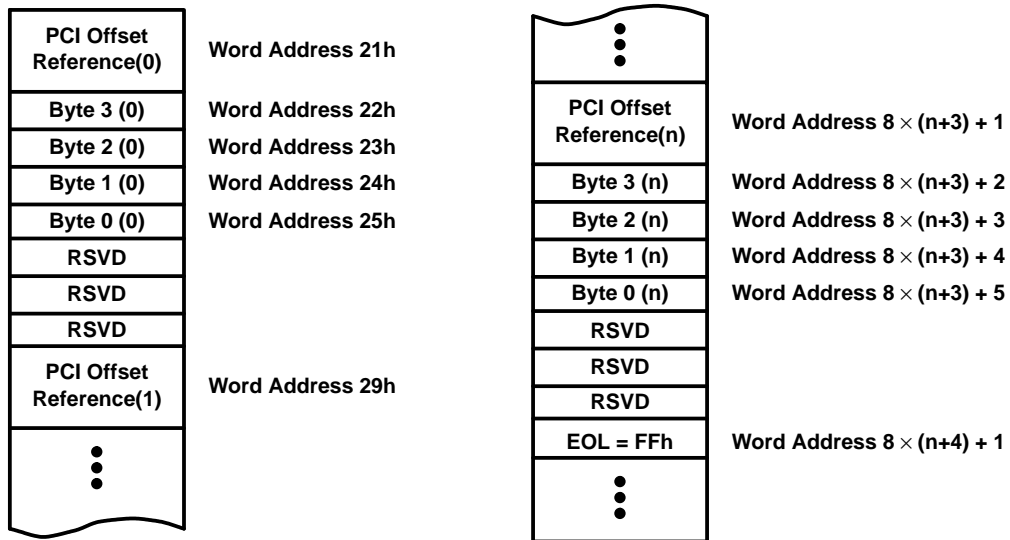 PCI Offset
Reference(0)
Word Address 21h
Byte 3 (0)
Word Address 22h
Byte 2 (0)
Word Address 23h
Byte 1 (0)
Word Address 24h
Byte 0 (0)
Word Address 25h
RSVD
RSVD
RSVD
PCI Offset
Reference(1)
Word Address 29h
PCI Offset
Reference(n)
Word Address 8 × (n+3) + 1
Byte 3 (n)
Word Address 8 × (n+3) + 2
Byte 2 (n)
Word Address 8 × (n+3) + 3
Byte 1 (n)
Word Address 8 × (n+3) + 4
Byte 0 (n)
Word Address 8 × (n+3) + 5
RSVD
RSVD
RSVD
EOL = FFh
Word Address 8 × (n+4) + 1